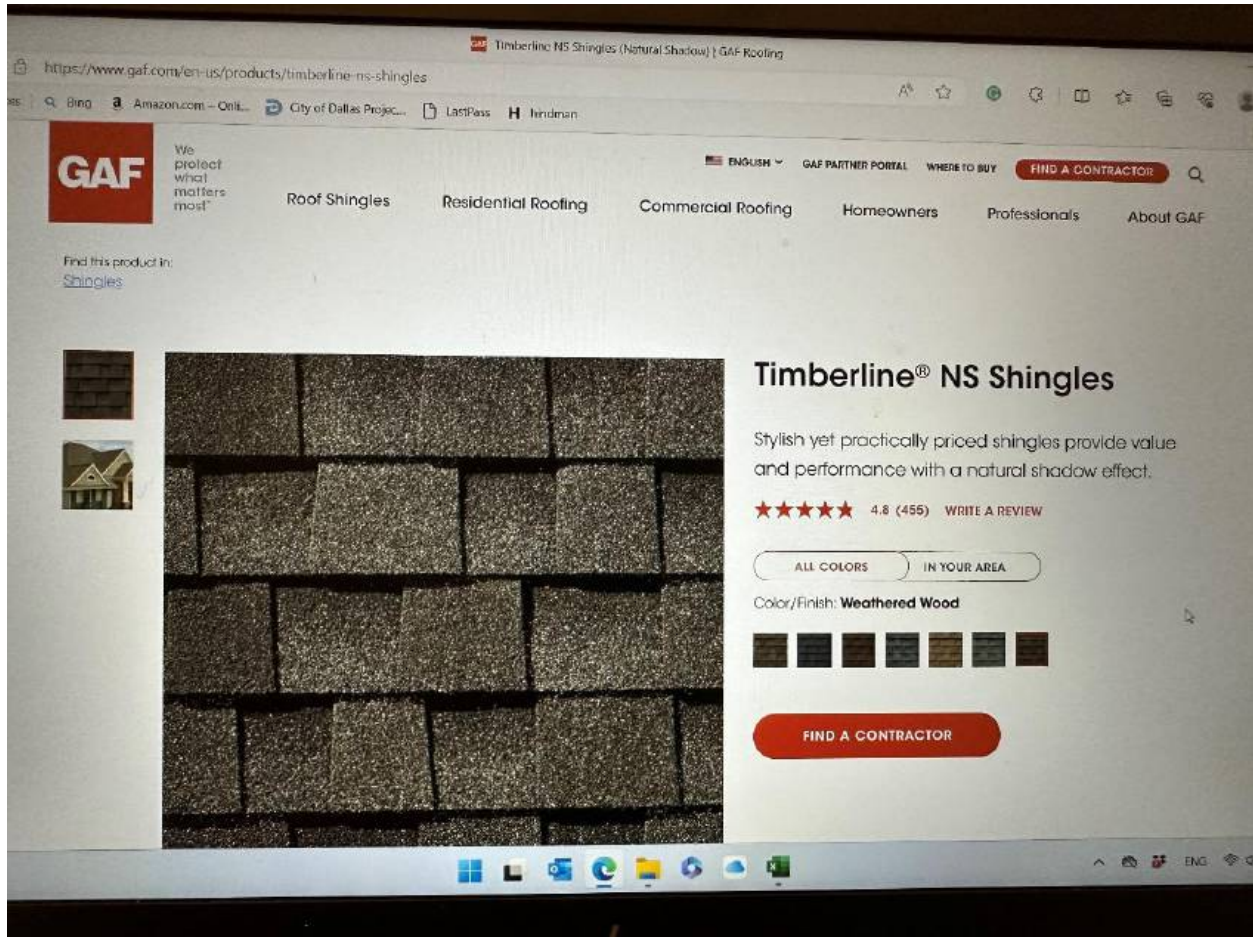 GAF Timberline NS Shingles (Natural Shadow) | GAF Roofing
https://www.gaf.com/en-us/products/timberline-ns-shingles
Bing
a Amazon.com – Onli...
City of Dallas Projec...
LastPass
H hindman
GAF
We
protect
what
matters
most™
ENGLISH
GAF PARTNER PORTAL
WHERE TO BUY
FIND A CONTRACTOR
Roof Shingles
Residential Roofing
Commercial Roofing
Homeowners
Professionals
About GAF
Find this product in:
Shingles
Timberline® NS Shingles
Stylish yet practically priced shingles provide value
and performance with a natural shadow effect.
4.8 (455) WRITE A REVIEW
ALL COLORS
IN YOUR AREA
Color/Finish: Weathered Wood
FIND A CONTRACTOR
ENG